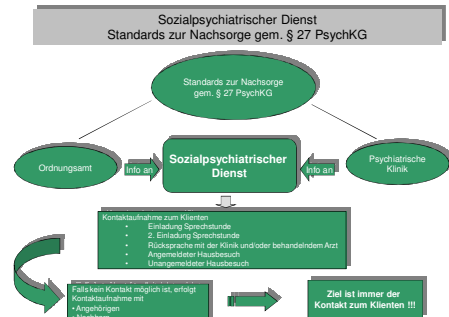 Sozialpsychiatrischer Dienst
Standards zur Nachsorge gem. § 27 PsychKG
Standards zur Nachsorge
gem. § 27 PsychKG
Ordnungsamt
Info an
Sozialpsychiatrischer
Dienst
Info an
Psychiatrische
Klinik
Kontaktaufnahme zum Klienten
• Einladung Sprechstunde
• 2. Einladung Sprechstunde
• Rücksprache mit der Klinik und/oder behandelndem Arzt
• Angemeldeter Hausbesuch
• Unangemeldeter Hausbesuch
Falls kein Kontakt möglich ist, erfolgt
Kontaktaufnahme mit
• Angehörigen
Ziel ist immer der
Kontakt zum Klienten !!!